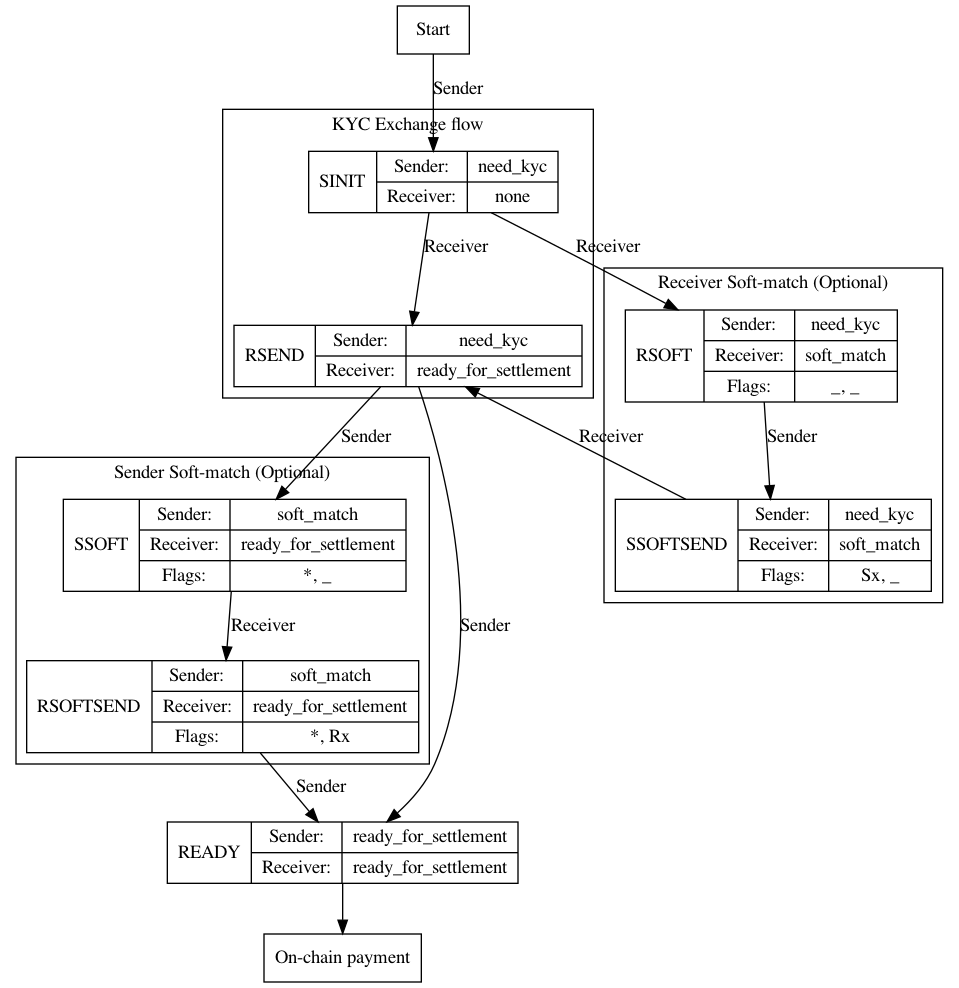 Start
Sender
KYC Exchange flow
SINIT
Sender: need_kyc
Receiver: none
Receiver
Receiver
Receiver Soft-match (Optional)
RSOFT
Sender: need_kyc
Receiver: soft_match
Flags: _, _
RSEND
Sender: need_kyc
Receiver: ready_for_settlement
Sender
Receiver
Sender
Sender Soft-match (Optional)
SSOFT
Sender: soft_match
Receiver: ready_for_settlement
Flags: *, _
SSOFTSEND
Sender: need_kyc
Receiver: soft_match
Flags: Sx, _
Receiver
Sender
RSOFTSEND
Sender: soft_match
Receiver: ready_for_settlement
Flags: *, Rx
Sender
READY
Sender: ready_for_settlement
Receiver: ready_for_settlement
On-chain payment